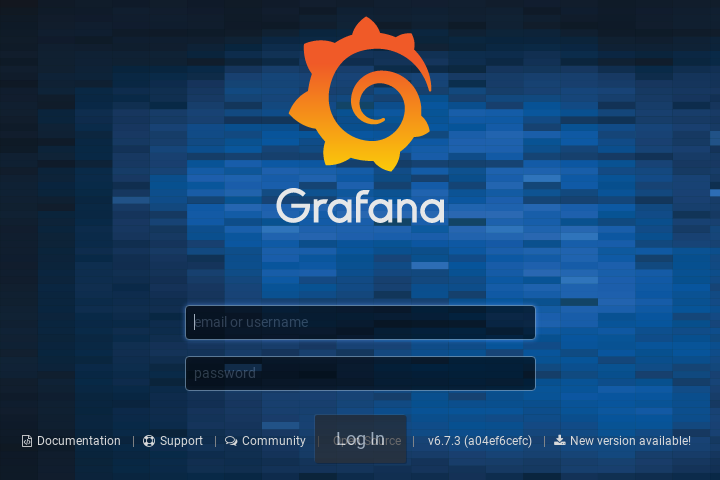 Grafana
email or username
password
Log In
Documentation | Support | Community | Open Source | v6.7.3 (a04ef6cefc) | New version available!